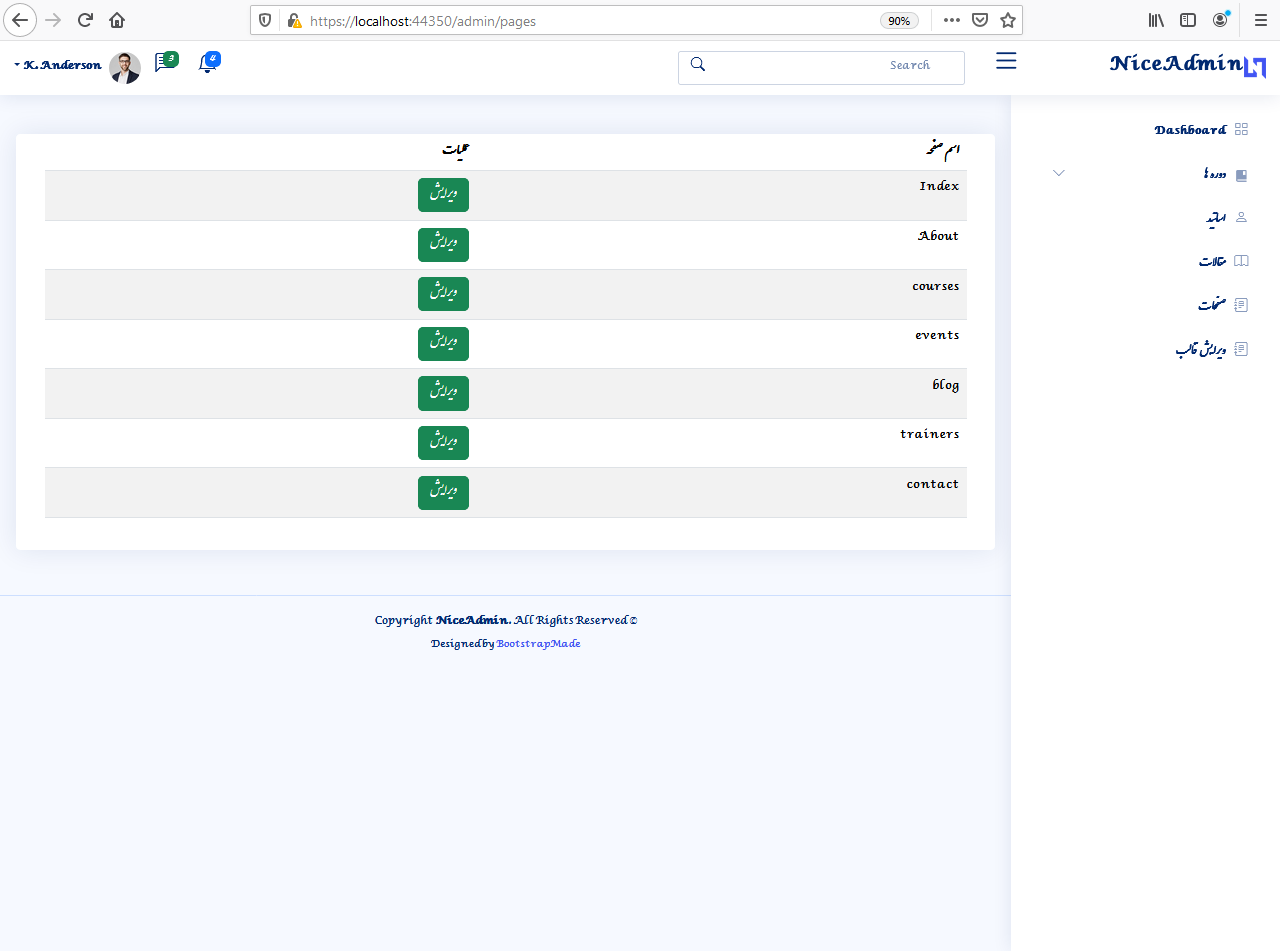 https://localhost:44350/admin/pages
90%
NiceAdmin
Search
4
3
K. Anderson
Dashboard
دوره ها
اساتید
مقالات
صفحات
ویرایش قالب
اسم صفحه عملیات
Index ویرایش
About ویرایش
courses ویرایش
events ویرایش
blog ویرایش
trainers ویرایش
contact ویرایش
Copyright NiceAdmin. All Rights Reserved ©
Designed by BootstrapMade